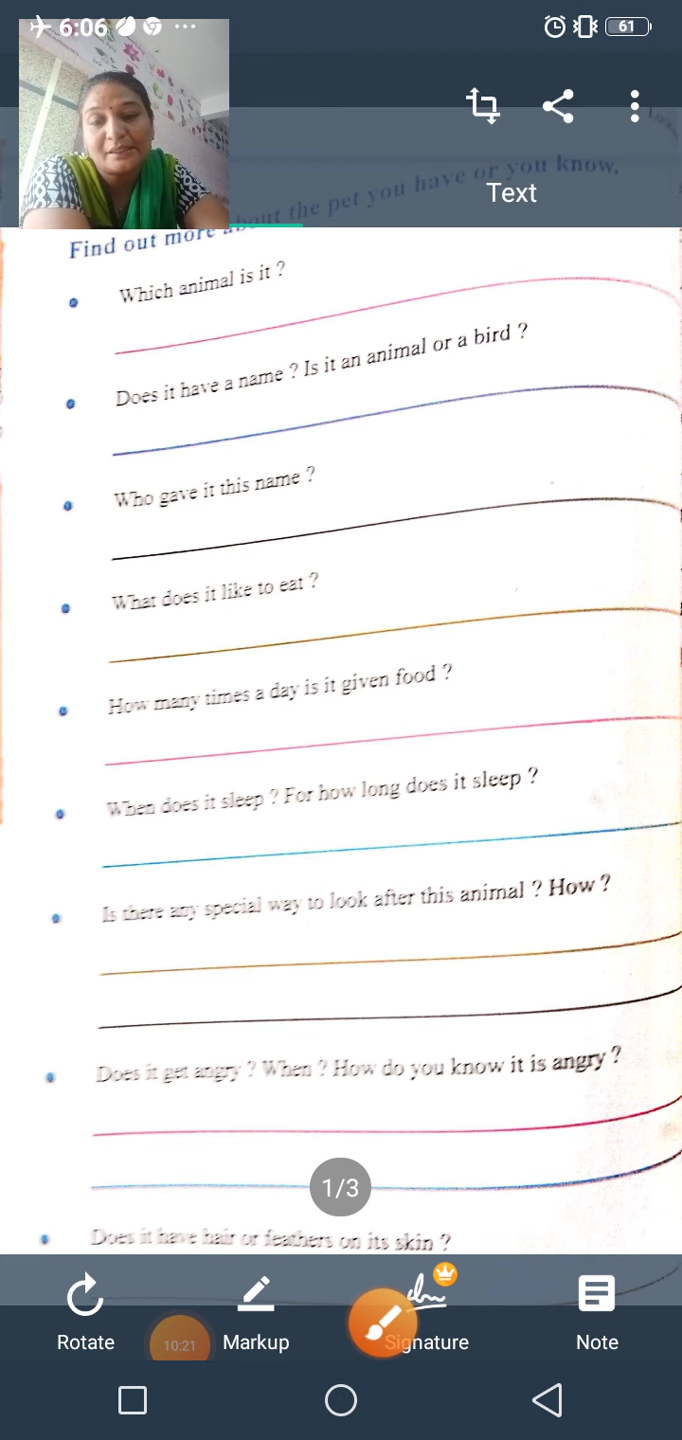 6:06
61
Text
Find out more about the pet you have or you know.
Which animal is it ?
Does it have a name ? Is it an animal or a bird ?
Who gave it this name ?
What does it like to eat ?
How many times a day is it given food ?
When does it sleep ? For how long does it sleep ?
Is there any special way to look after this animal ? How ?
Does it get angry ? When ? How do you know it is angry ?
1/3
Does it have hair or feathers on its skin ?
Rotate
10:21
Markup
Signature
Note